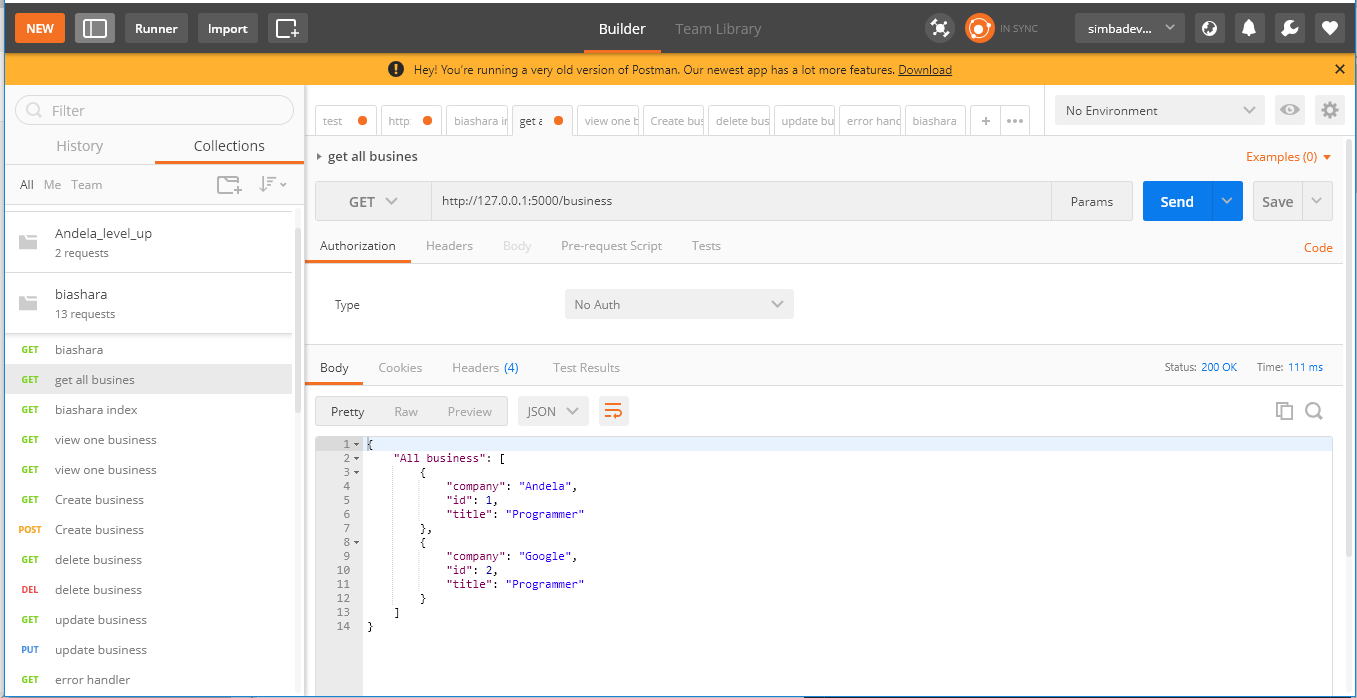 NEW Runner Import Builder Team Library IN SYNC simbadev...
Hey! You're running a very old version of Postman. Our newest app has a lot more features. Download
Filter
History Collections
All Me Team
Andela_level_up
2 requests
biashara
13 requests
GET biashara
GET get all busines
GET biashara index
GET view one business
GET view one business
GET Create business
POST Create business
GET delete business
DEL delete business
GET update business
PUT update business
GET error handler
test http: biashara in get a view one b Create bus delete bus update bu error hand biashara + •••
No Environment
get all busines
Examples (0)
GET http://127.0.0.1:5000/business Params Send Save
Authorization Headers Body Pre-request Script Tests Code
Type No Auth
Body Cookies Headers (4) Test Results Status: 200 OK Time: 111 ms
Pretty Raw Preview JSON
1 {
2 "All business": [
3 {
4 "company": "Andela",
5 "id": 1,
6 "title": "Programmer"
7 },
8 {
9 "company": "Google",
10 "id": 2,
11 "title": "Programmer"
12 }
13 ]
14 }